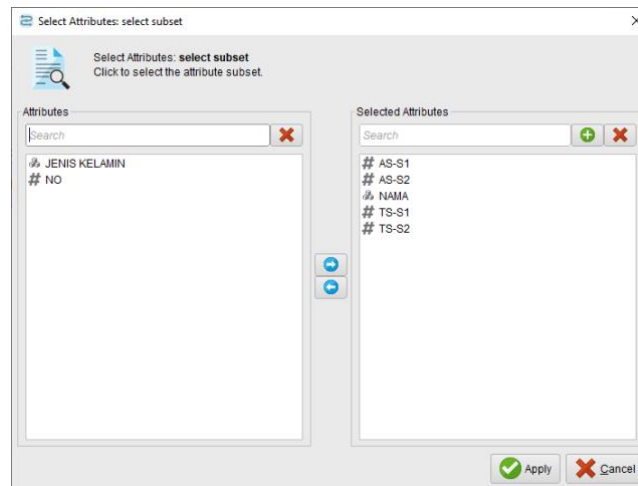 Select Attributes: select subset
Select Attributes: select subset
Click to select the attribute subset.
Attributes
Search
JENIS KELAMIN
# NO
Selected Attributes
Search
# AS-S1
# AS-S2
NAMA
# TS-S1
# TS-S2
Apply
Cancel